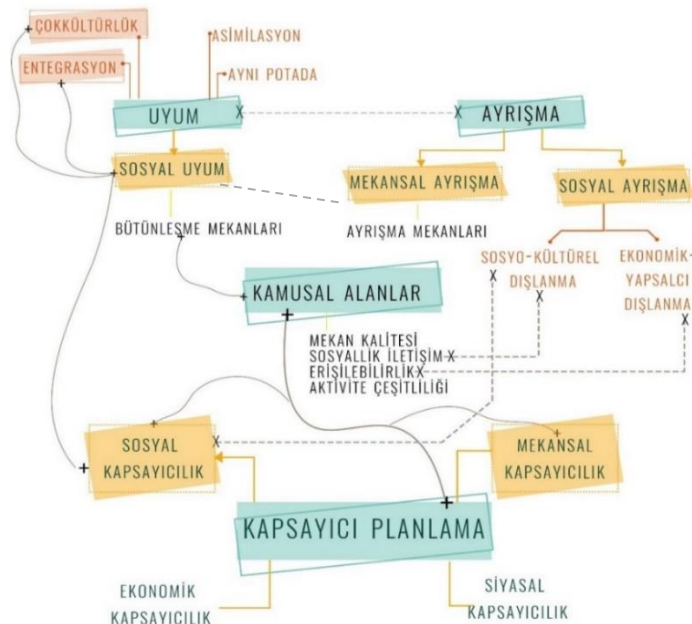 ÇOKKÜLTÜRLÜK
ASİMİLASYON
ENTEGRASYON
AYNI POTADA
UYUM
X
X
AYRIŞMA
SOSYAL UYUM
MEKANSAL AYRIŞMA
SOSYAL AYRIŞMA
BÜTÜNLEŞME MEKANLARI
AYRIŞMA MEKANLARI
SOSYO-KÜLTÜREL
DIŞLANMA
EKONOMİK-
YAPSALCI
DIŞLANMA
KAMUSAL ALANLAR
MEKAN KALİTESİ
SOSYALLİK İLETİŞİM X
ERİŞİLEBİLİRLİK X
AKTİVİTE ÇEŞİTLİLİĞİ
X
X
X
SOSYAL
KAPSAYICILIK
X
MEKANSAL
KAPSAYICILIK
KAPSAYICI PLANLAMA
EKONOMİK
KAPSAYICILIK
SİYASAL
KAPSAYICILIK